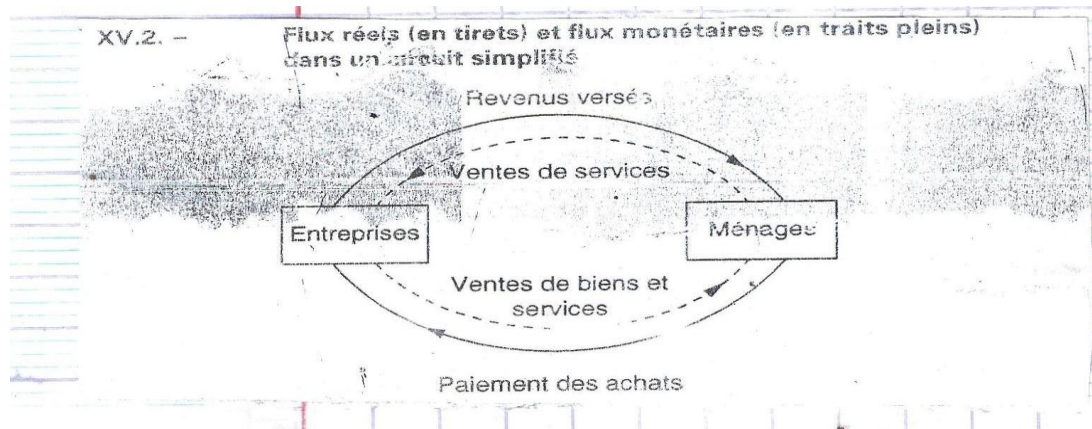 XV.2. – Flux réels (en tirets) et flux monétaires (en traits pleins)
dans un circuit simplifié
Revenus versés
Ventes de services
Entreprises
Ménages
Ventes de biens et
services
Paiement des achats